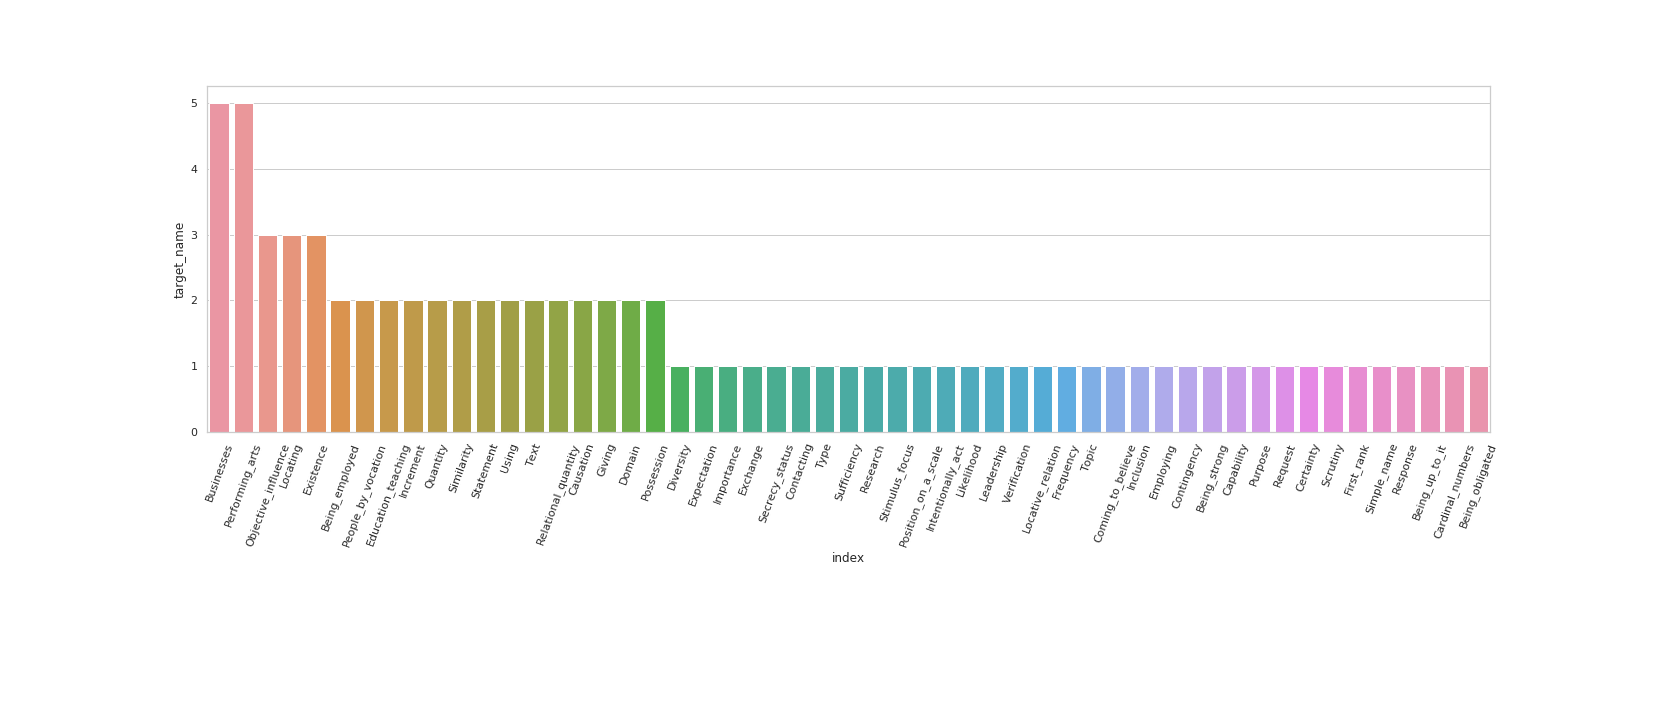 target_name
5
4
3
2
1
0
Businesses
Performing_arts
Objective_influence
Locating
Existence
Being_employed
People_by_vocation
Education_teaching
Increment
Quantity
Similarity
Statement
Using
Text
Relational_quantity
Causation
Giving
Domain
Possession
Diversity
Expectation
Importance
Exchange
Secrecy_status
Contacting
Type
Sufficiency
Research
Stimulus_focus
Position_on_a_scale
Intentionally_act
Likelihood
Leadership
Verification
Locative_relation
Frequency
Topic
Coming_to_believe
Inclusion
Employing
Contingency
Being_strong
Capability
Purpose
Request
Certainty
Scrutiny
First_rank
Simple_name
Response
Being_up_to_it
Cardinal_numbers
Being_obligated
index